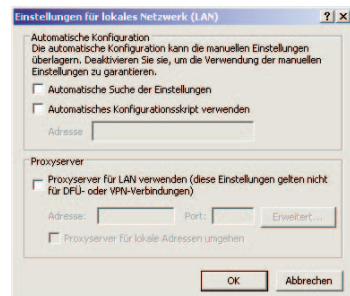 Einstellungen für lokales Netzwerk (LAN)
Automatische Konfiguration
Die automatische Konfiguration kann die manuellen Einstellungen
überlagern. Deaktivieren Sie sie, um die Verwendung der manuellen
Einstellungen zu garantieren.
Automatische Suche der Einstellungen
Automatisches Konfigurationsskript verwenden
Adresse
Proxyserver
Proxyserver für LAN verwenden (diese Einstellungen gelten nicht
für DFÜ- oder VPN-Verbindungen)
Adresse: Port: Erweitert...
Proxyserver für lokale Adressen umgehen
OK Abbrechen